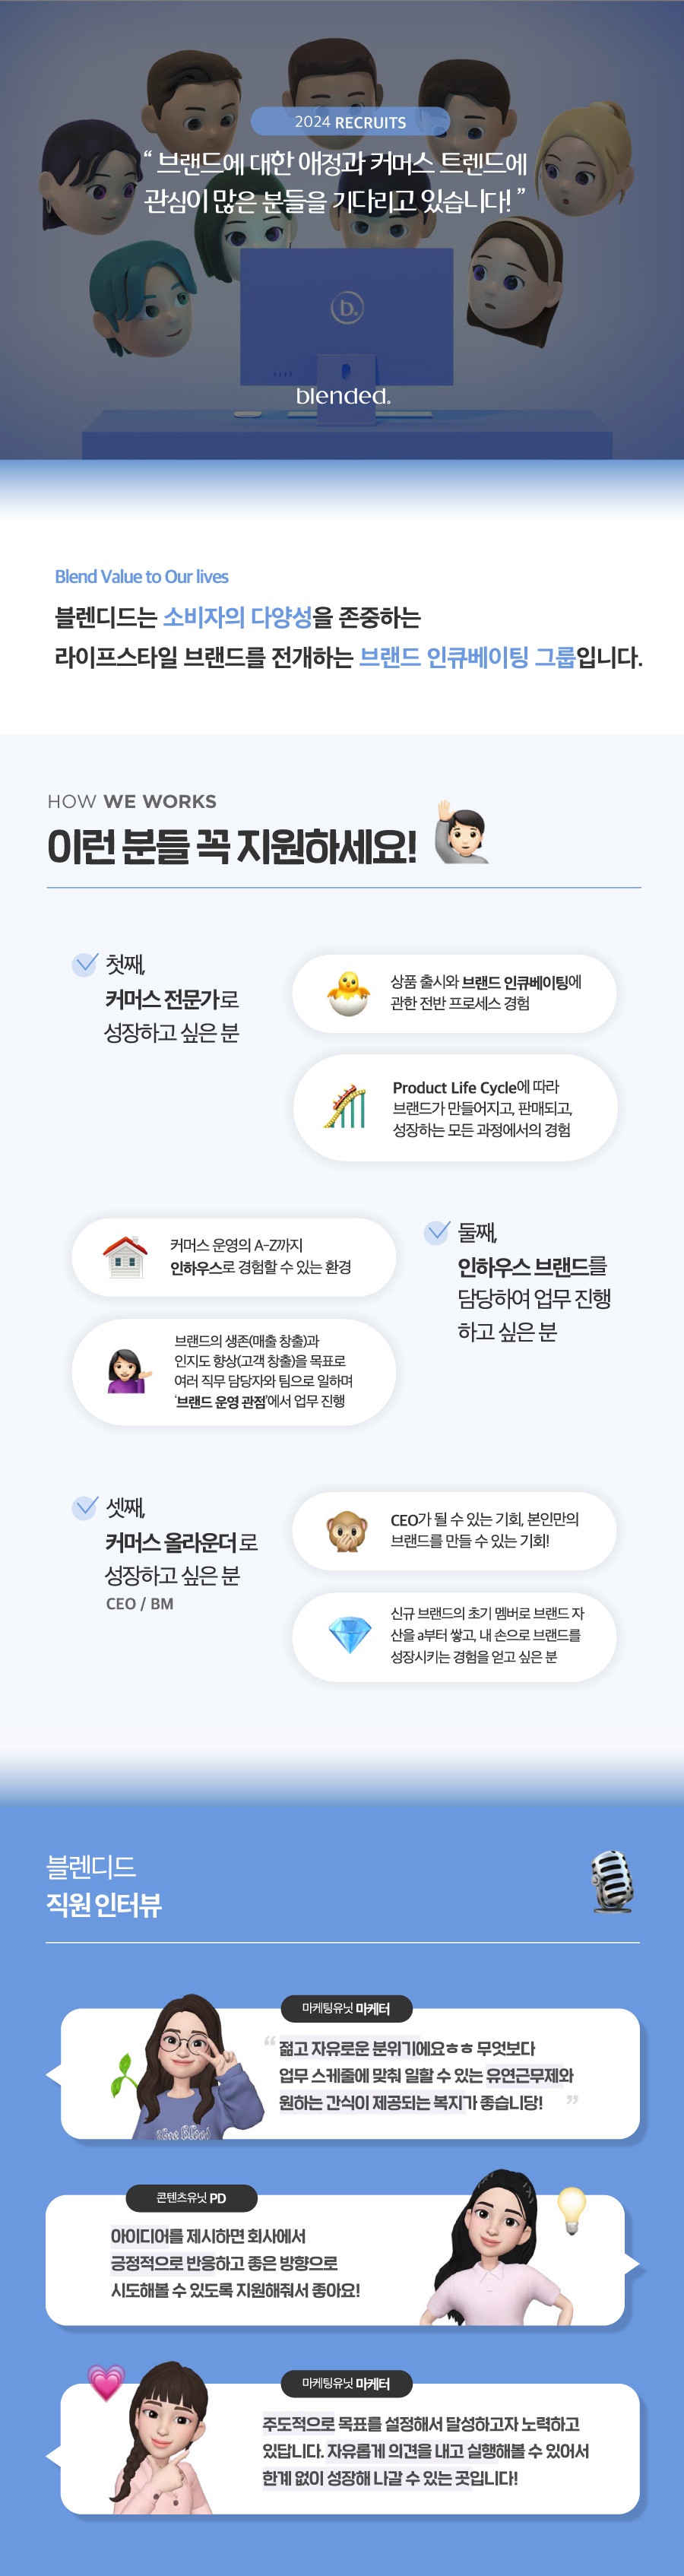 2024 RECRUITS
“ 브랜드에 대한 애정과 커머스 트렌드에
관심이 많은 분들을 기다리고 있습니다! ”
b.
blended.
Blend Value to Our lives
블렌디드는 소비자의 다양성을 존중하는
라이프스타일 브랜드를 전개하는 브랜드 인큐베이팅 그룹입니다.
HOW WE WORKS
이런 분들 꼭 지원하세요!
첫째,
커머스 전문가로
성장하고 싶은 분
상품 출시와 브랜드 인큐베이팅에
관한 전반 프로세스 경험
Product Life Cycle에 따라
브랜드가 만들어지고, 판매되고,
성장하는 모든 과정에서의 경험
둘째,
인하우스 브랜드를
담당하여 업무 진행
하고 싶은 분
커머스 운영의 A-Z까지
인하우스로 경험할 수 있는 환경
브랜드의 생존(매출 창출)과
인지도 향상(고객 창출)을 목표로
여러 직무 담당자와 팀으로 일하며
‘브랜드 운영 관점’에서 업무 진행
셋째,
커머스 올라운더 로
성장하고 싶은 분
CEO / BM
CEO가 될 수 있는 기회, 본인만의
브랜드를 만들 수 있는 기회!
신규 브랜드의 초기 멤버로 브랜드 자
산을 a부터 쌓고, 내 손으로 브랜드를
성장시키는 경험을 얻고 싶은 분
블렌디드
직원 인터뷰
마케팅유닛 마케터
“ 젊고 자유로운 분위기에요ㅎㅎ 무엇보다
업무 스케줄에 맞춰 일할 수 있는 유연근무제와
원하는 간식이 제공되는 복지가 좋습니당! ”
콘텐츠유닛 PD
아이디어를 제시하면 회사에서
긍정적으로 반응하고 좋은 방향으로
시도해볼 수 있도록 지원해줘서 좋아요!
마케팅유닛 마케터
주도적으로 목표를 설정해서 달성하고자 노력하고
있답니다. 자유롭게 의견을 내고 실행해볼 수 있어서
한계 없이 성장해 나갈 수 있는 곳입니다!